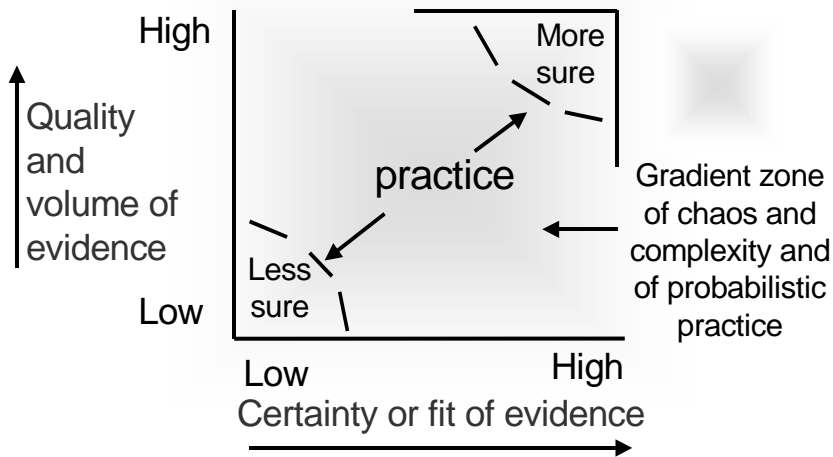 High
Quality
and
volume of
evidence
Low
More
sure
practice
Less
sure
Gradient zone
of chaos and
complexity and
of probabilistic
practice
Low
High
Certainty or fit of evidence